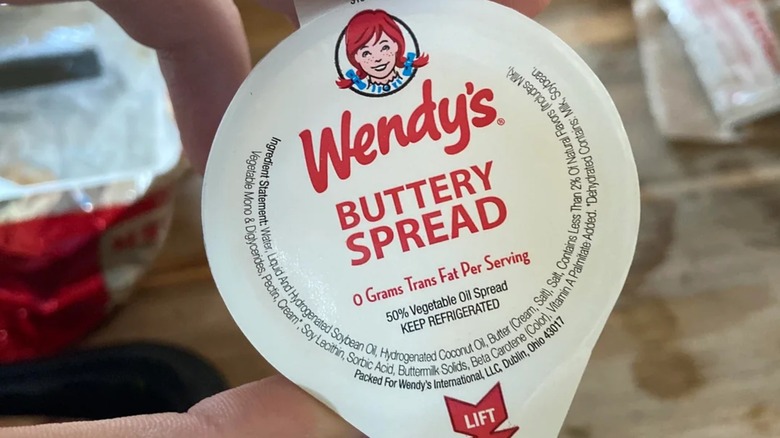 Wendy's®
BUTTERY
SPREAD
0 Grams Trans Fat Per Serving
50% Vegetable Oil Spread
KEEP REFRIGERATED
Ingredient Statement: Water, Liquid And Hydrogenated Soybean Oil, Hydrogenated Coconut Oil, Butter (Cream, Salt), Salt, Contains Less Than 2% Of Natural Flavors (Includes Milk),
Vegetable Mono & Diglycerides, Pectin, Cream*, Soy Lecithin, Sorbic Acid, Buttermilk Solids, Beta Carotene (Color), Vitamin A Palmitate Added. *Dehydrated Contains: Milk, Soybean.
Packed For Wendy's International, LLC, Dublin, Ohio 43017
LIFT